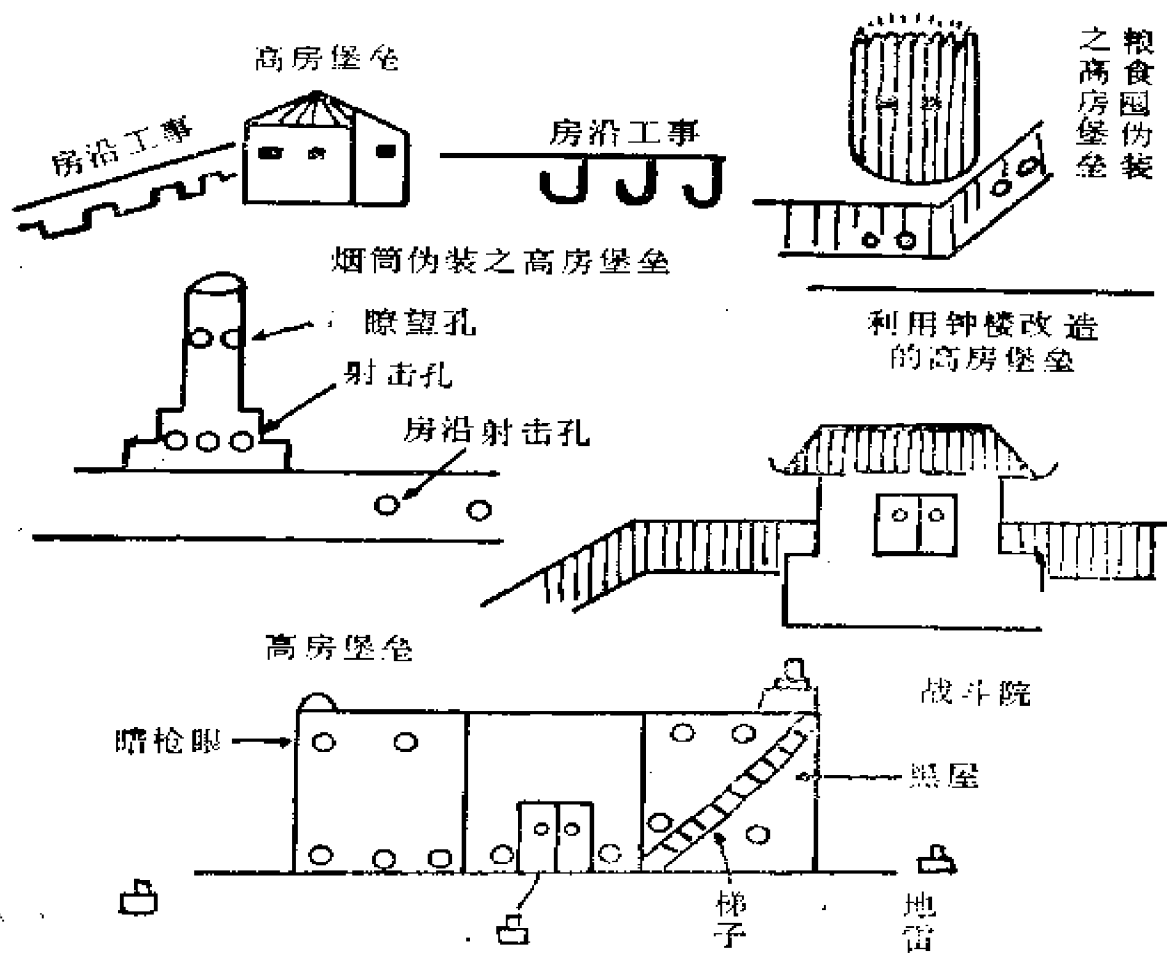 高房堡垒
房沿工事
房沿工事
粮食囤伪装
之高房堡垒
烟筒伪装之高房堡垒
瞭望孔
射击孔
房沿射击孔
利用钟楼改造
的高房堡垒
高房堡垒
战斗院
暗枪眼
黑屋
梯子
地雷